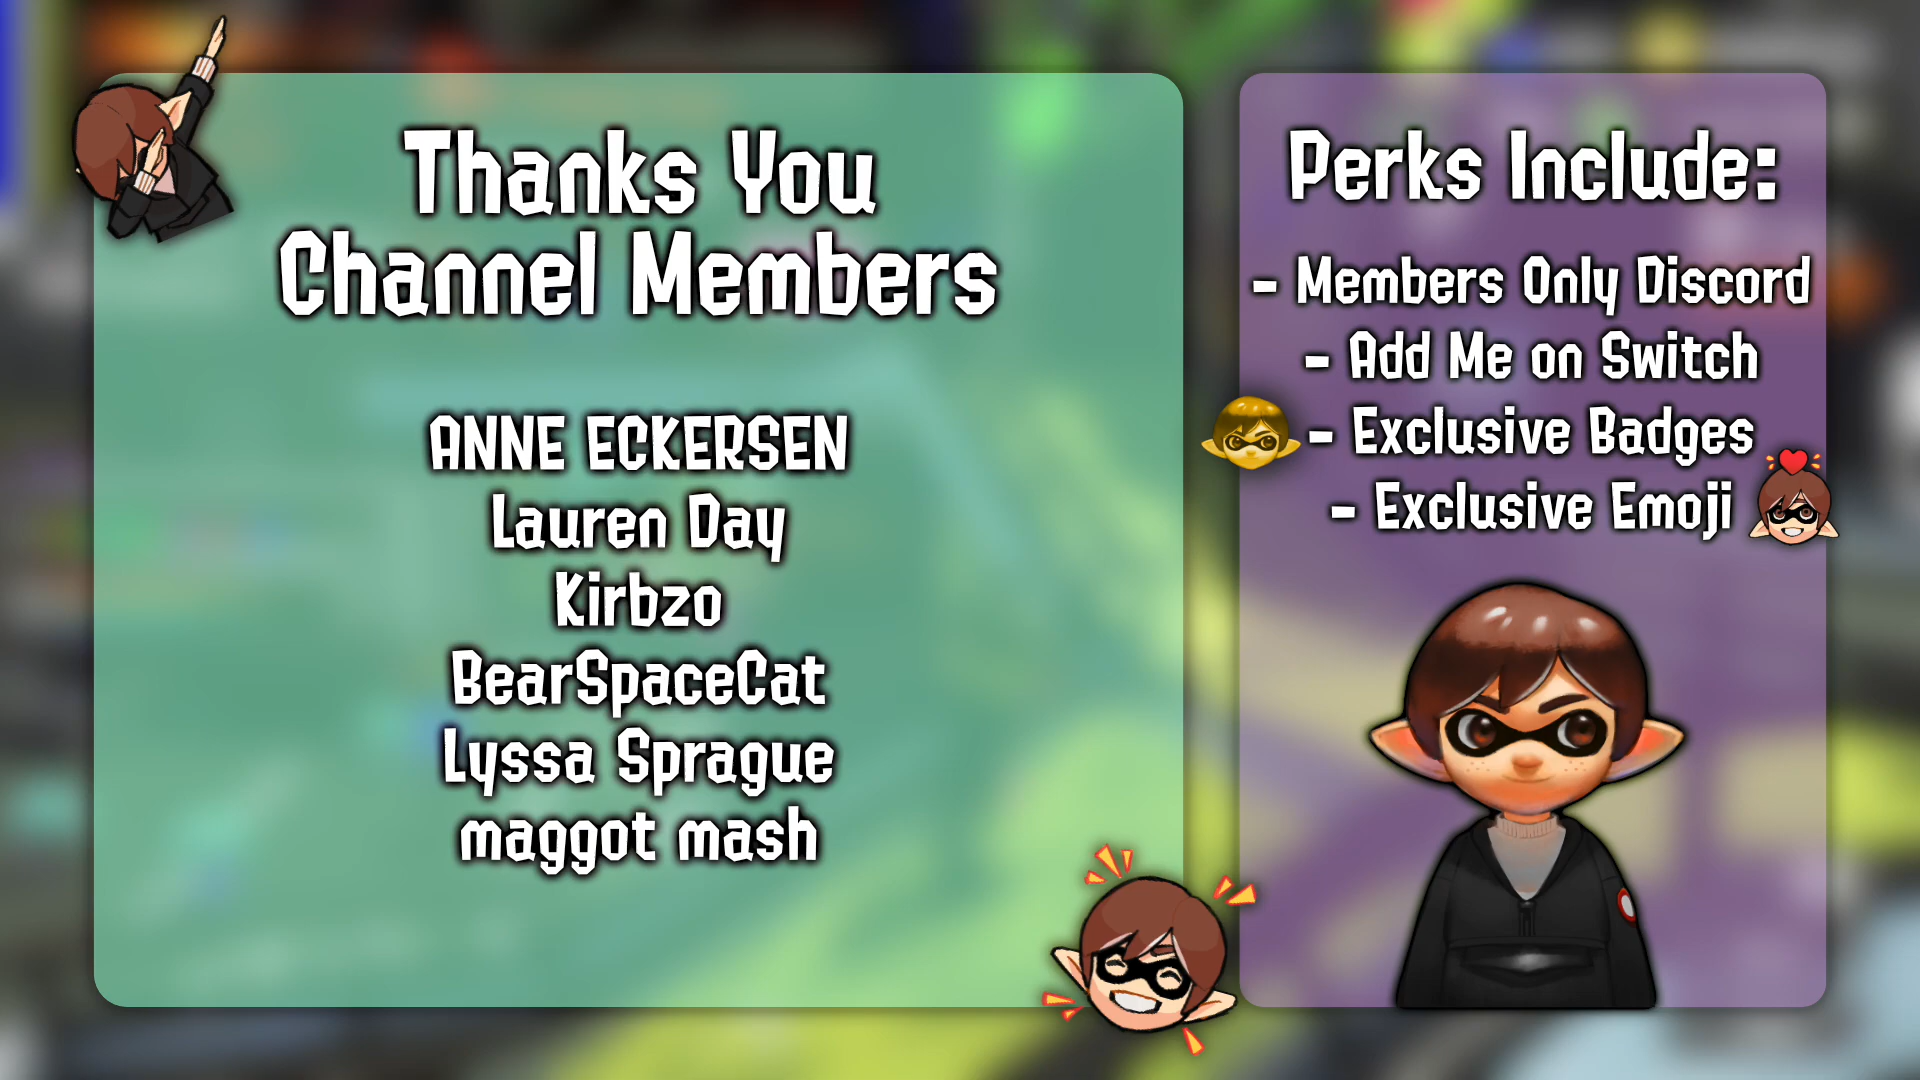 Thanks You
Channel Members
ANNE ECKERSEN
Lauren Day
Kirbzo
BearSpaceCat
Lyssa Sprague
maggot mash
Perks Include:
- Members Only Discord
- Add Me on Switch
- Exclusive Badges
- Exclusive Emoji